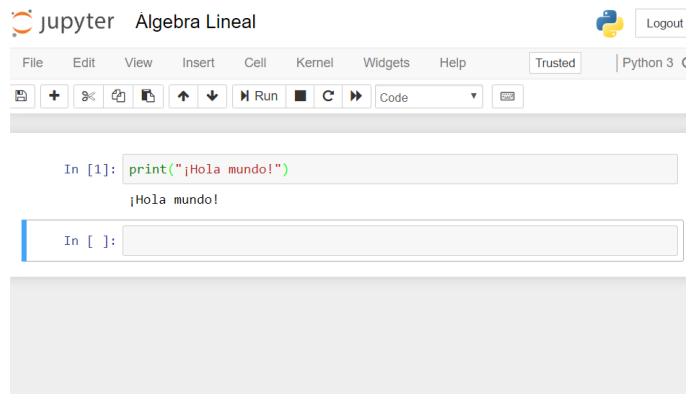 jupyter Álgebra Lineal Logout
File Edit View Insert Cell Kernel Widgets Help Trusted Python 3
Run Code
In [1]: print("¡Hola mundo!")
¡Hola mundo!
In [ ]: